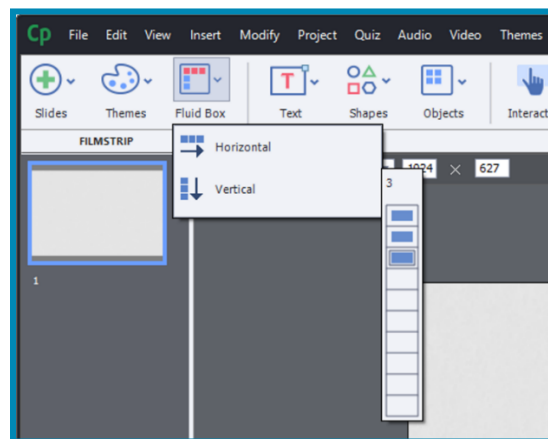 Cp File Edit View Insert Modify Project Quiz Audio Video Themes
Slides Themes Fluid Box Text Shapes Objects Interact
FILMSTRIP
Horizontal
1024 × 627
3
Vertical
1